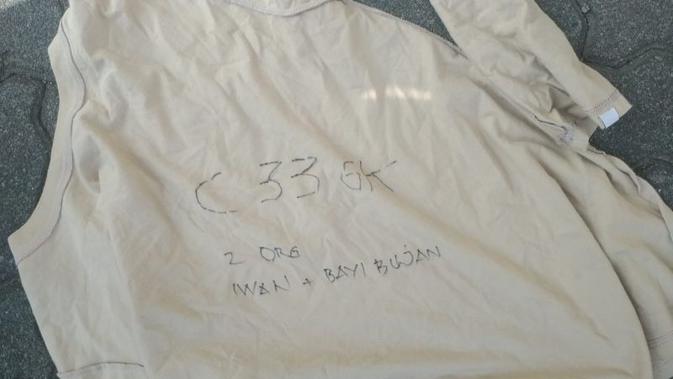 C 33 GK
2 ORG
IWAN + BAYI BUJAN